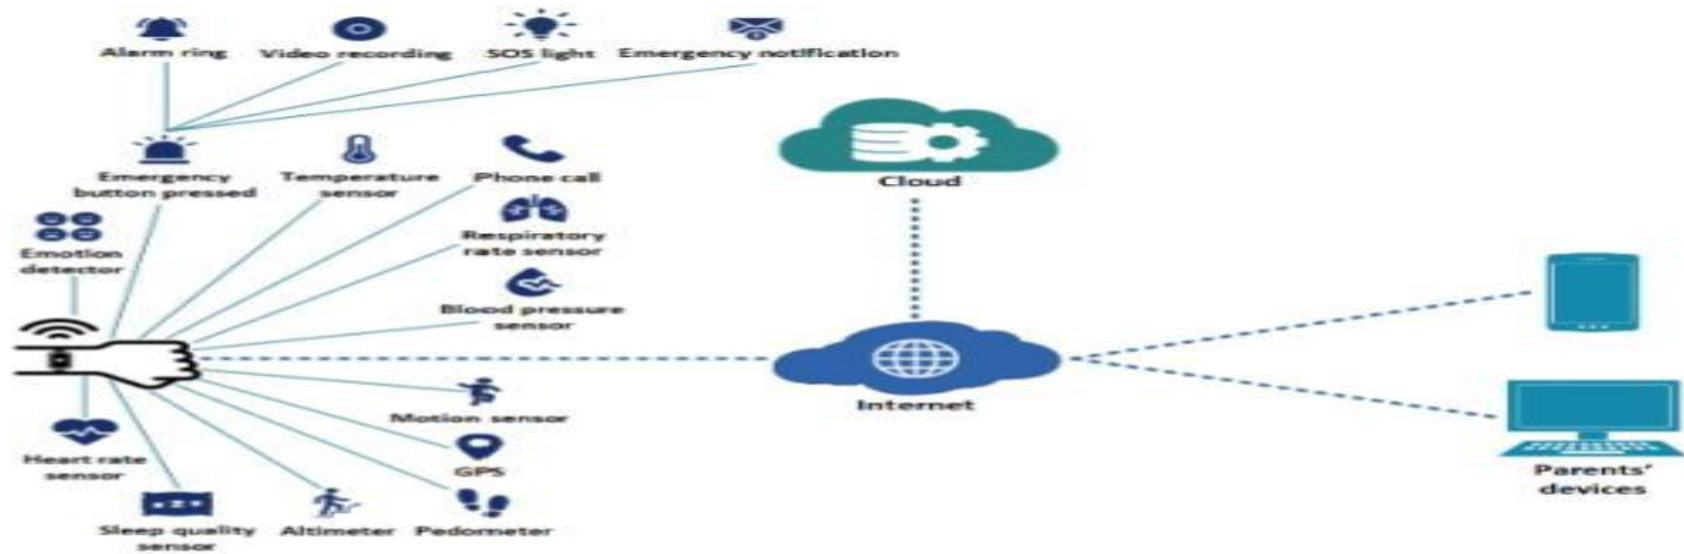 Alarm ring
Video recording
SOS light
Emergency notification
Emergency
button pressed
Temperature
sensor
Phone call
Cloud
Emotion
detector
Respiratory
rate sensor
Blood pressure
sensor
Internet
Motion sensor
Heart rate
sensor
GPS
Parents'
devices
Sleep quality
sensor
Altimeter
Pedometer